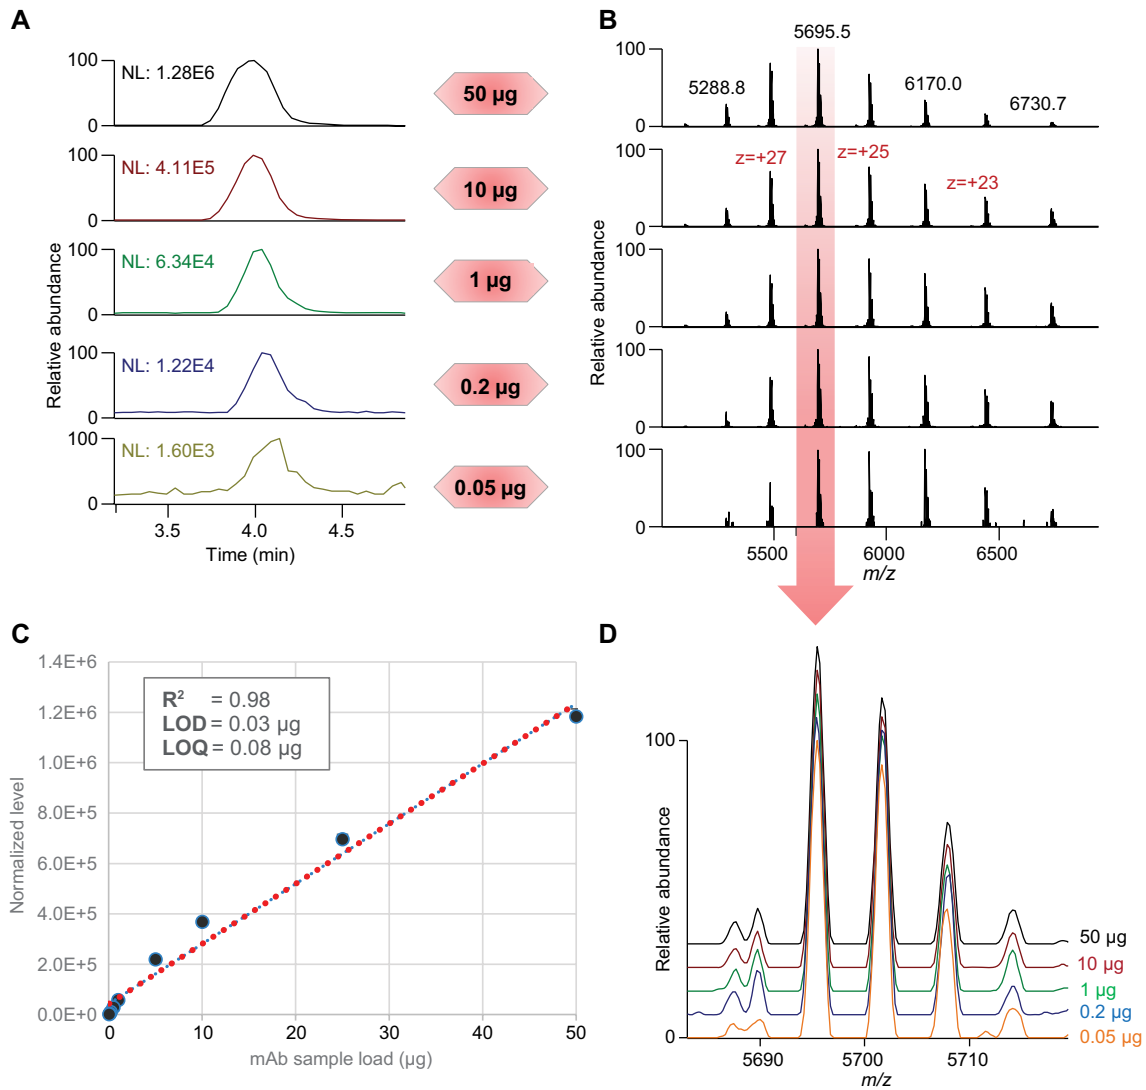 A
Relative abundance
100
0
NL: 1.28E6
50 µg
100
0
NL: 4.11E5
10 µg
100
0
NL: 6.34E4
1 µg
100
0
NL: 1.22E4
0.2 µg
100
0
NL: 1.60E3
0.05 µg
3.5 4.0 4.5
Time (min)
B
Relative abundance
5695.5
5288.8 6170.0 6730.7
100
0
100
0
z=+27 z=+25 z=+23
100
0
100
0
100
0
5500 6000 6500
m/z
C
Normalized level
1.4E+6
1.2E+6
1.0E+6
8.0E+5
6.0E+5
4.0E+5
2.0E+5
0.0E+0
R² = 0.98
LOD = 0.03 µg
LOQ = 0.08 µg
0 10 20 30 40 50
mAb sample load (µg)
D
Relative abundance
100
0
50 µg
10 µg
1 µg
0.2 µg
0.05 µg
5690 5700 5710
m/z